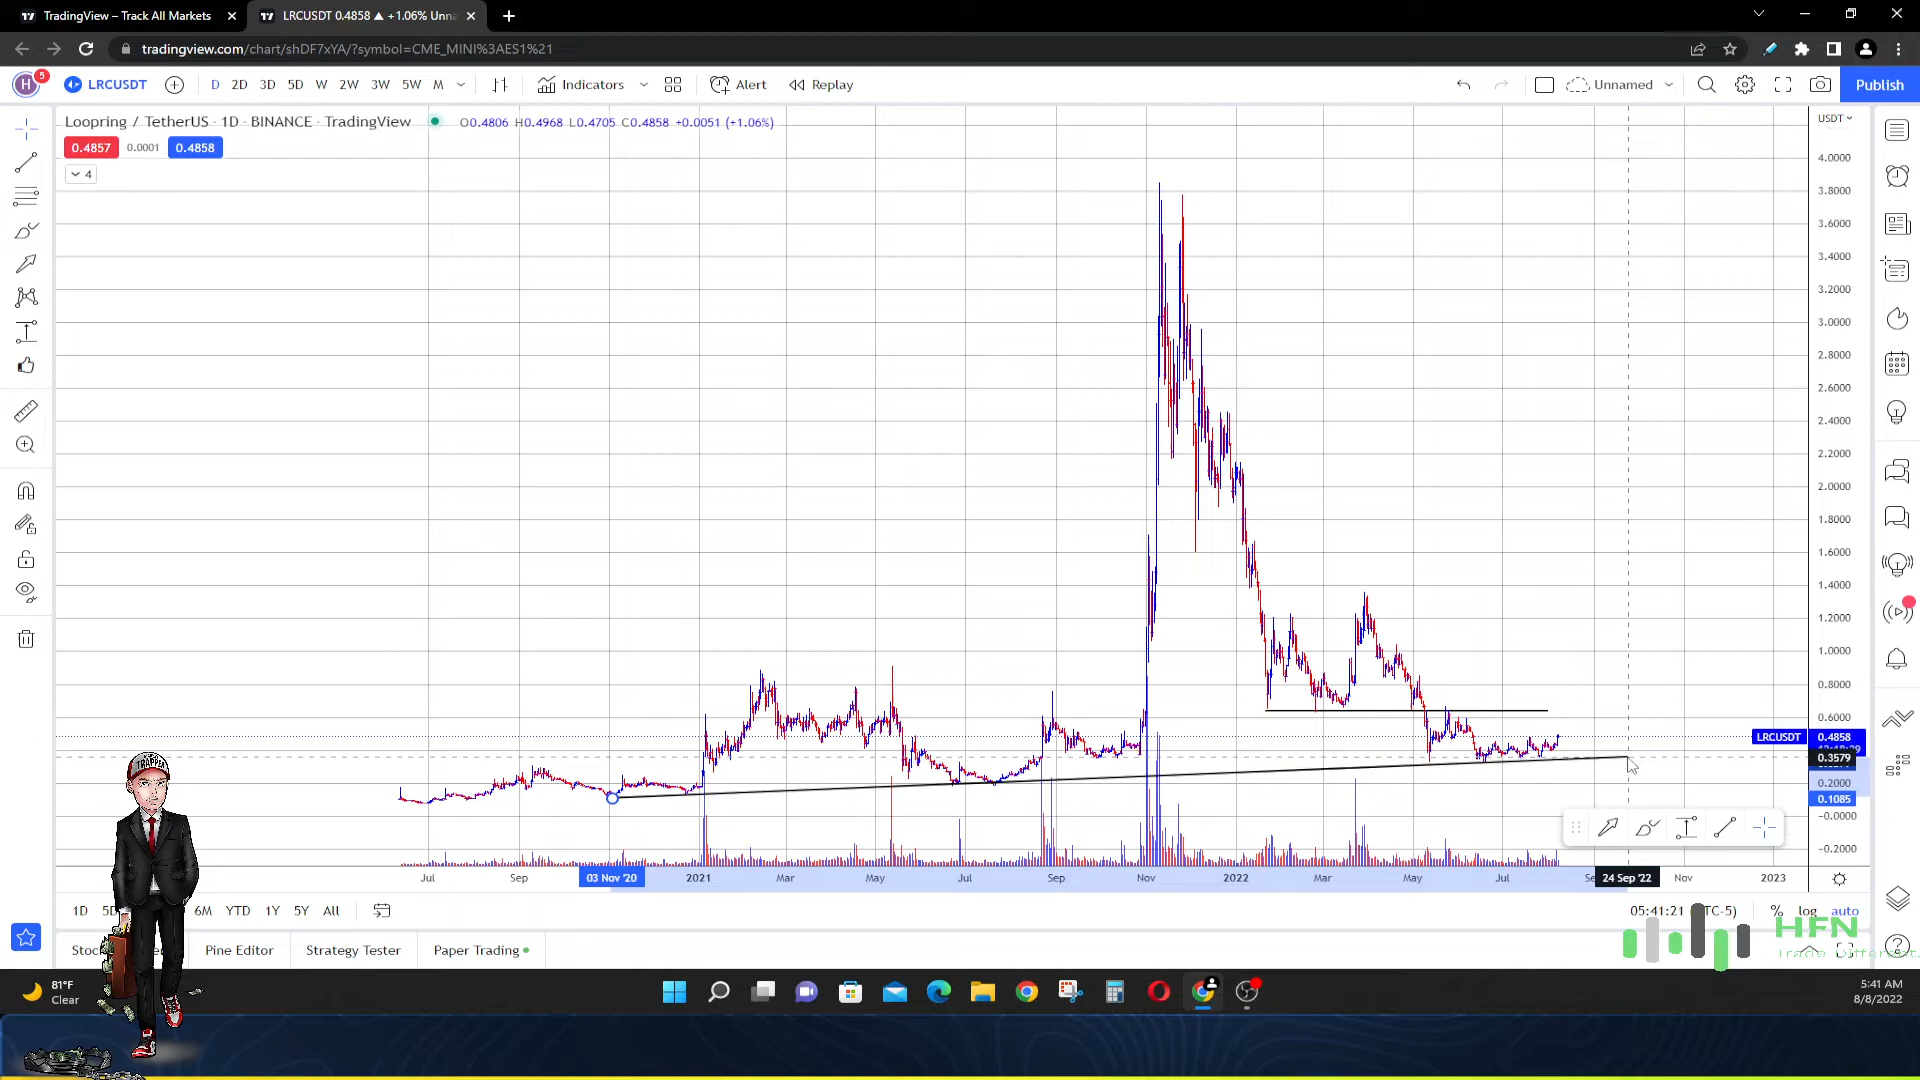 TradingView – Track All Markets
LRCUSDT 0.4858 ▲ +1.06% Unna
tradingview.com/chart/shDF7xYA/?symbol=CME_MINI%3AES1%21
H 5 LRCUSDT D 2D 3D 5D W 2W 3W 5W M Indicators Alert Replay Unnamed Publish
Loopring / TetherUS · 1D · BINANCE · TradingView O0.4806 H0.4968 L0.4705 C0.4858 +0.0051 (+1.06%)
USDT
0.4857 0.0001 0.4858
4
4.0000
3.8000
3.6000
3.4000
3.2000
3.0000
2.8000
2.6000
2.4000
2.2000
2.0000
1.8000
1.6000
1.4000
1.2000
1.0000
0.8000
0.6000
LRCUSDT 0.4858
0.3579
0.2000
0.1085
-0.0000
-0.2000
Jul Sep 03 Nov '20 2021 Mar May Jul Sep Nov 2022 Mar May Jul 24 Sep '22 Nov 2023
1D 6M YTD 1Y 5Y All
% log auto
HFN
Pine Editor Strategy Tester Paper Trading
TRAPPER
81°F
Clear
5:41 AM
8/8/2022